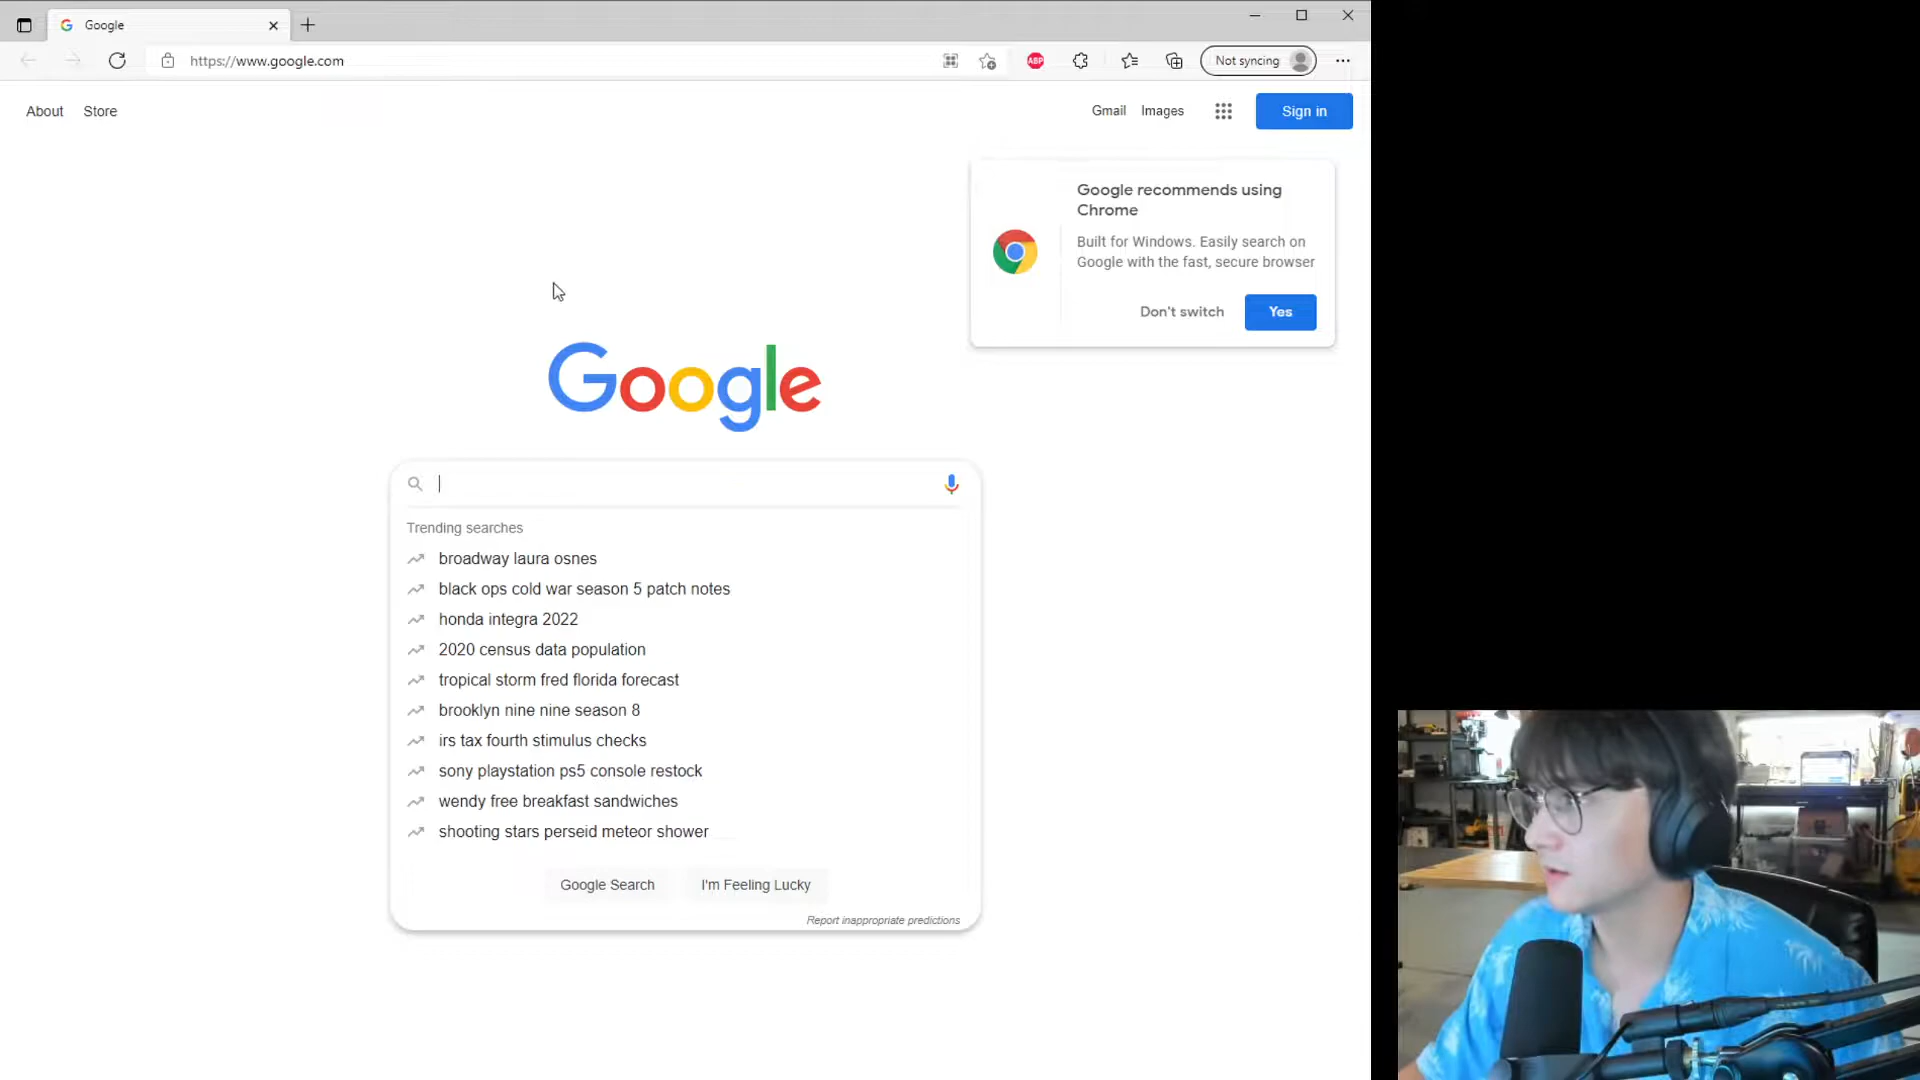 Google
https://www.google.com
ABP
Not syncing
About
Store
Gmail
Images
Sign in
Google recommends using
Chrome
Built for Windows. Easily search on
Google with the fast, secure browser
Don't switch
Yes
Google
Trending searches
broadway laura osnes
black ops cold war season 5 patch notes
honda integra 2022
2020 census data population
tropical storm fred florida forecast
brooklyn nine nine season 8
irs tax fourth stimulus checks
sony playstation ps5 console restock
wendy free breakfast sandwiches
shooting stars perseid meteor shower
Google Search
I'm Feeling Lucky
Report inappropriate predictions